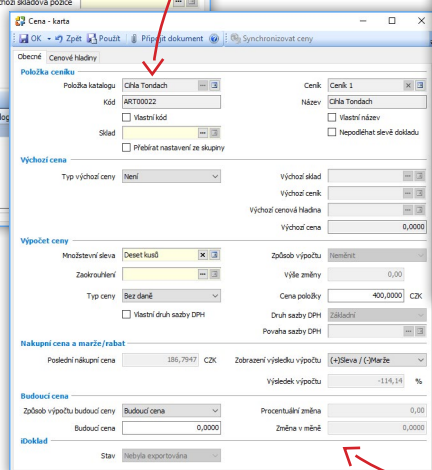 chozí skladová pozice
Cena - karta
OK Zpět Použít Připojit dokument Synchronizovat ceny
Obecné Cenové hladiny
Položka ceníku
Položka katalogu Cihla Tondach Ceník Ceník 1
Kód ART00022 Název Cihla Tondach
Vlastní kód Vlastní název
Sklad Nepodléhat slevě dokladu
Přebírat nastavení ze skupiny
Výchozí cena
Typ výchozí ceny Není Výchozí sklad
Výchozí ceník
Výchozí cenová hladina
Výchozí cena 0,0000
Výpočet ceny
Množstevní sleva Deset kusů Způsob výpočtu Neměnit
Zaokrouhlení Výše změny 0,00
Typ ceny Bez daně Cena položky 400,0000 CZK
Vlastní druh sazby DPH Druh sazby DPH Základní
Povaha sazby DPH
Nákupní cena a marže/rabat
Poslední nákupní cena 186,7947 CZK Zobrazení výsledku výpočtu (+)Sleva / (-)Marže
Výsledek výpočtu -114,14 %
Budoucí cena
Způsob výpočtu budoucí ceny Budoucí cena Procentuální změna 0,00
Budoucí cena 0,0000 Změna v měně 0,0000
iDoklad
Stav Nebyla exportována